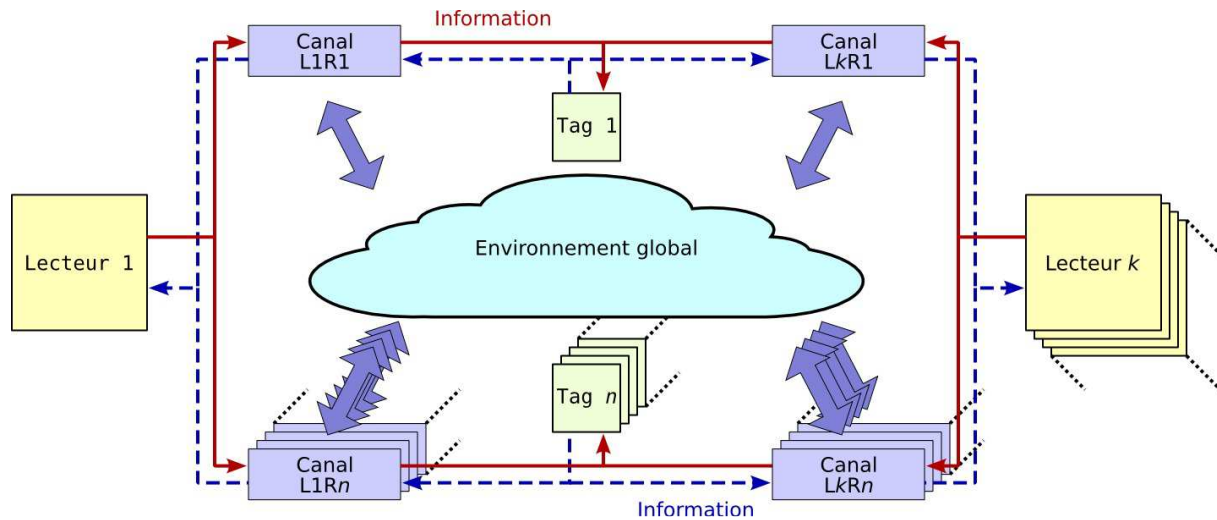 Information
Canal
L1R1
Canal
LkR1
Tag 1
Lecteur 1
Environnement global
Lecteur k
Tag n
Canal
L1Rn
Canal
LkRn
Information